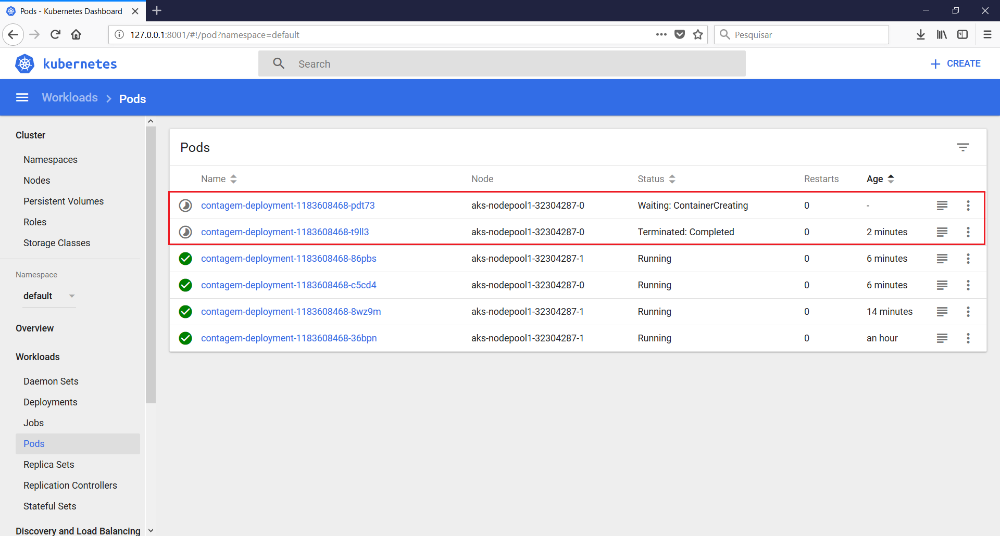 Pods - Kubernetes Dashboard
127.0.0.1:8001/#!/pod?namespace=default
Pesquisar
kubernetes
Search
CREATE
Workloads > Pods
Cluster
Namespaces
Nodes
Persistent Volumes
Roles
Storage Classes
Namespace
default
Overview
Workloads
Daemon Sets
Deployments
Jobs
Pods
Replica Sets
Replication Controllers
Stateful Sets
Discovery and Load Balancing
Pods
Name Node Status Restarts Age
contagem-deployment-1183608468-pdt73 aks-nodepool1-32304287-0 Waiting: ContainerCreating 0 -
contagem-deployment-1183608468-t9ll3 aks-nodepool1-32304287-0 Terminated: Completed 0 2 minutes
contagem-deployment-1183608468-86pbs aks-nodepool1-32304287-1 Running 0 6 minutes
contagem-deployment-1183608468-c5cd4 aks-nodepool1-32304287-0 Running 0 6 minutes
contagem-deployment-1183608468-8wz9m aks-nodepool1-32304287-1 Running 0 14 minutes
contagem-deployment-1183608468-36bpn aks-nodepool1-32304287-1 Running 0 an hour